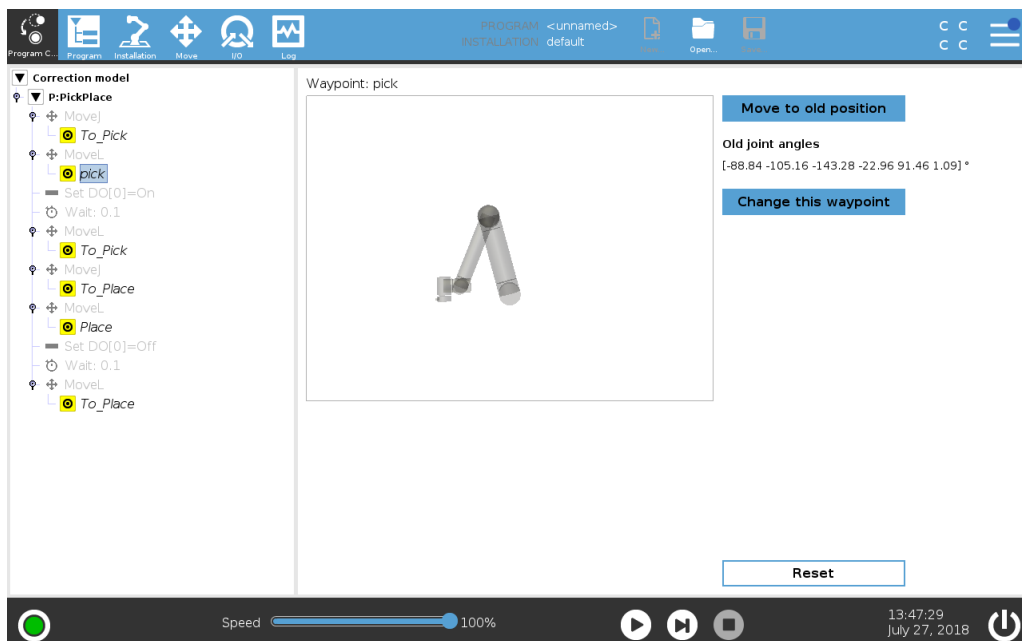 PROGRAM <unnamed>
INSTALLATION default
C C
C C
Program C... Program Installation Move I/O Log Open...
Correction model
P:PickPlace
MoveJ
To_Pick
MoveL
pick
Set DO[0]=On
Wait: 0.1
MoveL
To_Pick
MoveJ
To_Place
MoveL
Place
Set DO[0]=Off
Wait: 0.1
MoveL
To_Place
Waypoint: pick
Move to old position
Old joint angles
[-88.84 -105.16 -143.28 -22.96 91.46 1.09] °
Change this waypoint
Reset
Speed 100%
13:47:29
July 27, 2018